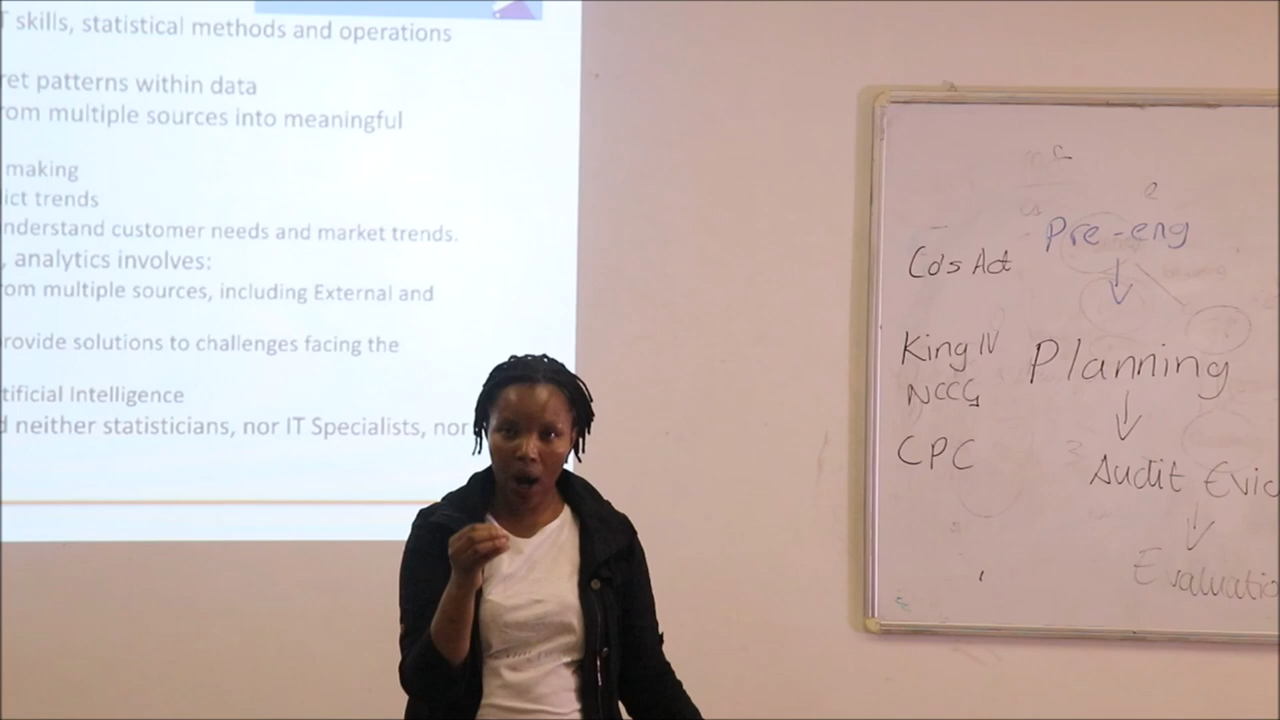 T skills, statistical methods and operations
ret patterns within data
rom multiple sources into meaningful
making
ict trends
nderstand customer needs and market trends.
, analytics involves:
rom multiple sources, including External and
rovide solutions to challenges facing the
tificial Intelligence
d neither statisticians, nor IT Specialists, nor
Pre-eng
Co's Act
King IV
Planning
NCCG
CPC
Audit Evid
Evaluatio